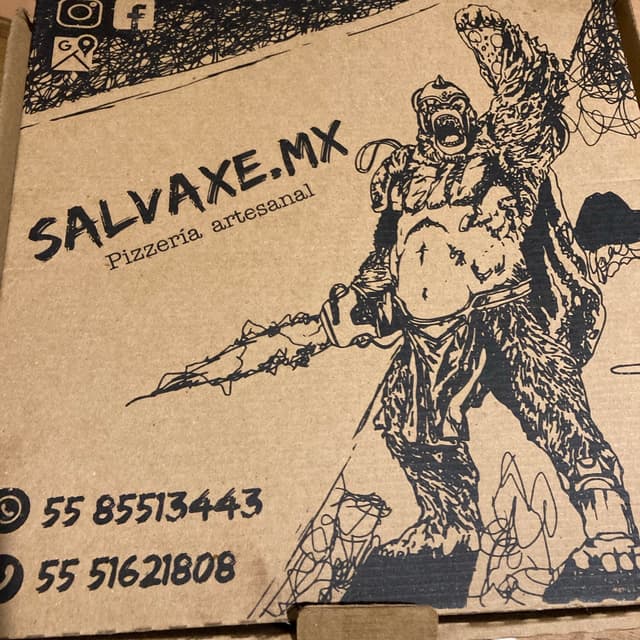 G
SALVAXE.MX
Pizzería artesanal
55 85513443
55 51621808